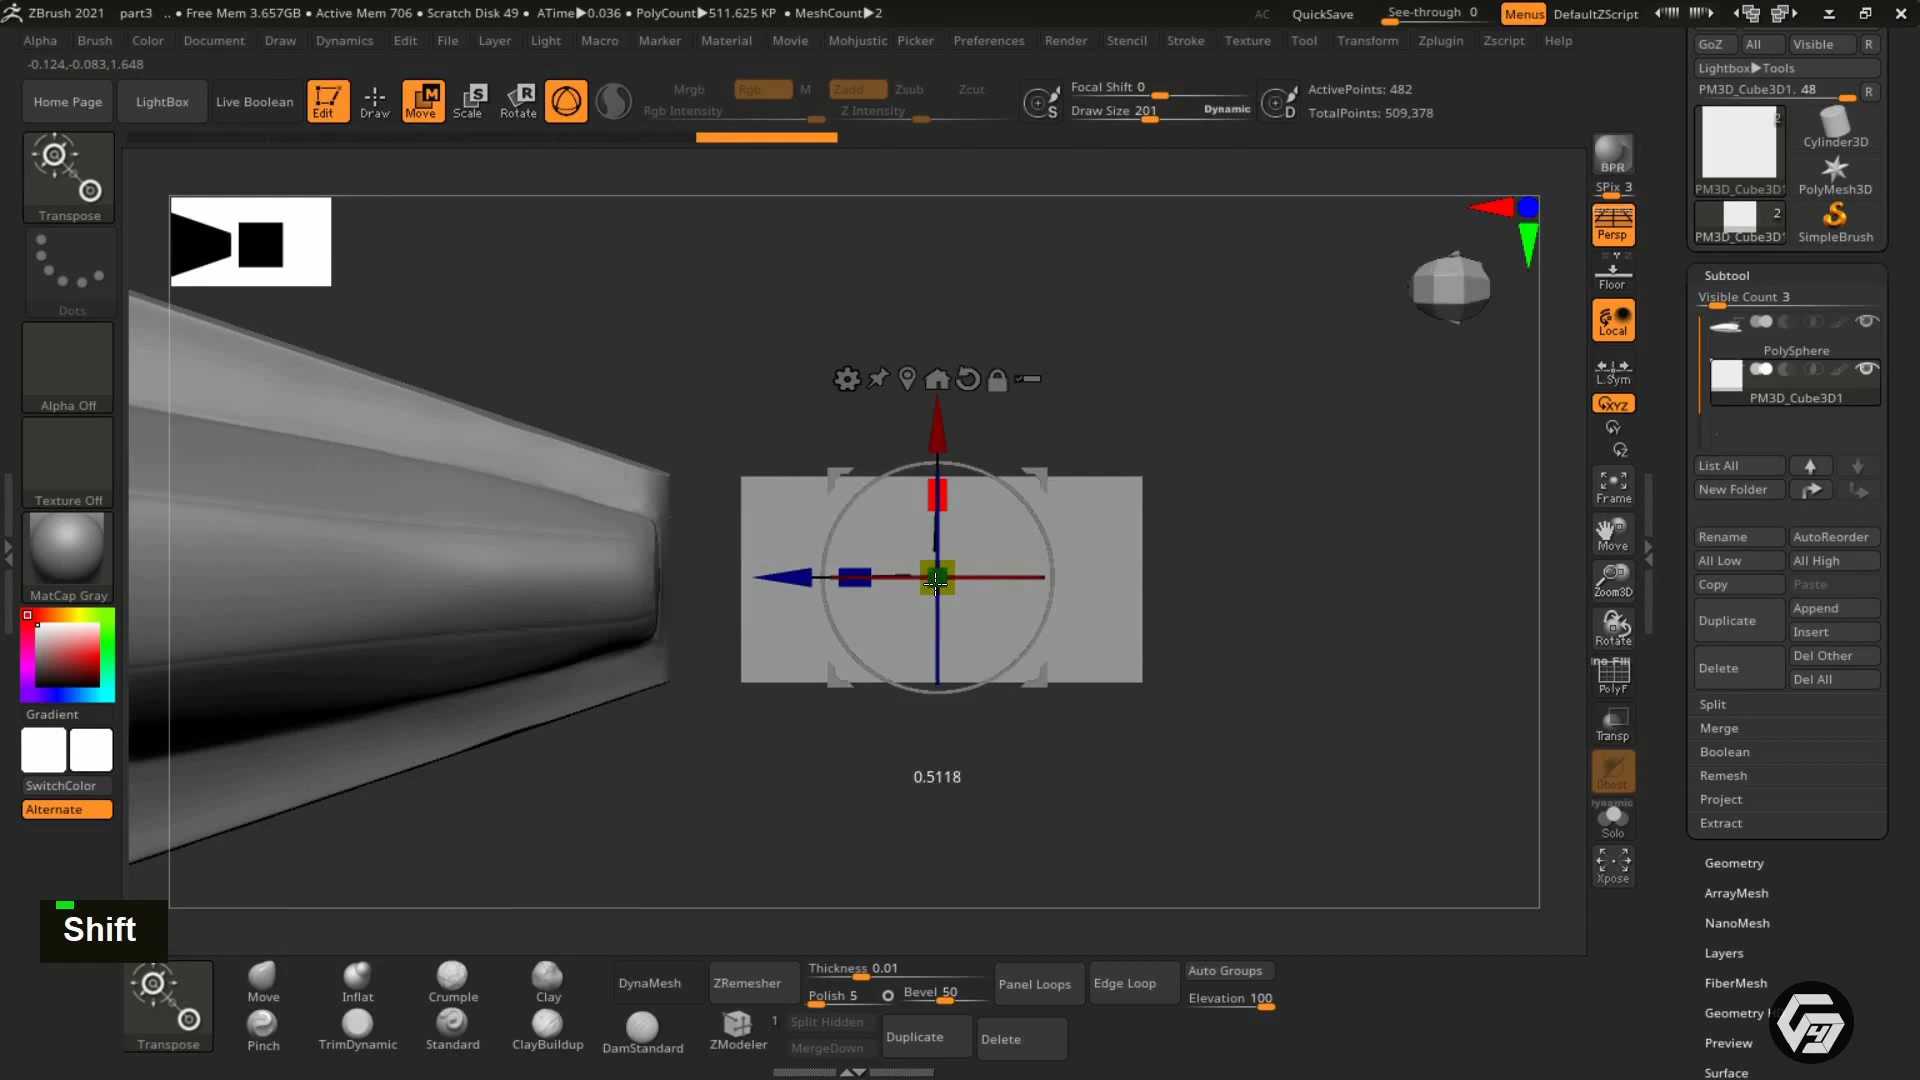 ZBrush 2021 part3 .. • Free Mem 3.657GB • Active Mem 706 • Scratch Disk 49 • ATime▶0.036 • PolyCount▶511.625 KP • MeshCount▶2
AC QuickSave See-through 0 Menus DefaultZScript
Alpha Brush Color Document Draw Dynamics Edit File Layer Light Macro Marker Material Movie Mohjustic Picker Preferences Render Stencil Stroke Texture Tool Transform Zplugin Zscript Help
-0.124,-0.083,1.648
Home Page LightBox Live Boolean Edit Draw Move Scale Rotate
Mrgb Rgb M Zadd Zsub Zcut
Rgb Intensity Z Intensity
Focal Shift 0
Draw Size 201 Dynamic
ActivePoints: 482
TotalPoints: 509,378
GoZ All Visible R
Lightbox▶Tools
PM3D_Cube3D1. 48 R
2
Cylinder3D
PM3D_Cube3D1 PolyMesh3D
2
PM3D_Cube3D1 SimpleBrush
Subtool
Visible Count 3
PolySphere
PM3D_Cube3D1
List All
New Folder
Rename AutoReorder
All Low All High
Copy Paste
Duplicate Append
Insert
Delete Del Other
Del All
Split
Merge
Boolean
Remesh
Project
Extract
Geometry
ArrayMesh
NanoMesh
Layers
FiberMesh
Geometry H
Preview
Surface
BPR
SPix 3
Persp
Floor
Local
L.Sym
XYZ
Frame
Move
Zoom3D
Rotate
PolyF
Transp
Ghost
Dynamic
Solo
Xpose
Transpose
Dots
Alpha Off
Texture Off
MatCap Gray
Gradient
SwitchColor
Alternate
0.5118
Shift
Transpose
Move Inflat Crumple Clay
Pinch TrimDynamic Standard ClayBuildup DamStandard ZModeler 1
DynaMesh ZRemesher
Thickness 0.01
Polish 5 Bevel 50
Panel Loops Edge Loop
Auto Groups
Elevation 100
Split Hidden
MergeDown
Duplicate Delete